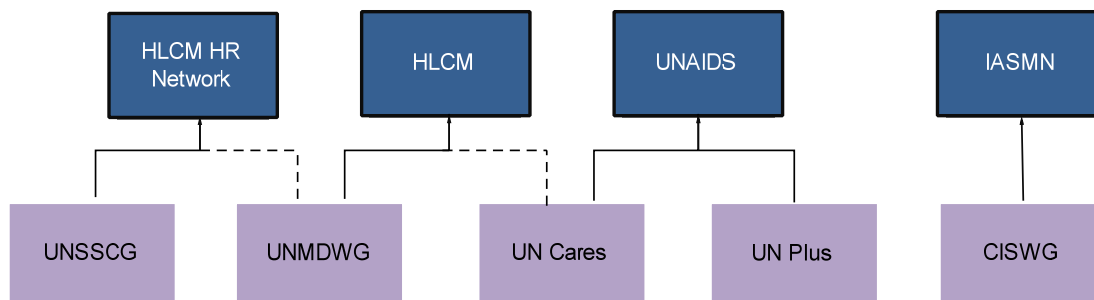 HLCM HR
Network
HLCM
UNAIDS
IASMN
UNSSCG
UNMDWG
UN Cares
UN Plus
CISWG